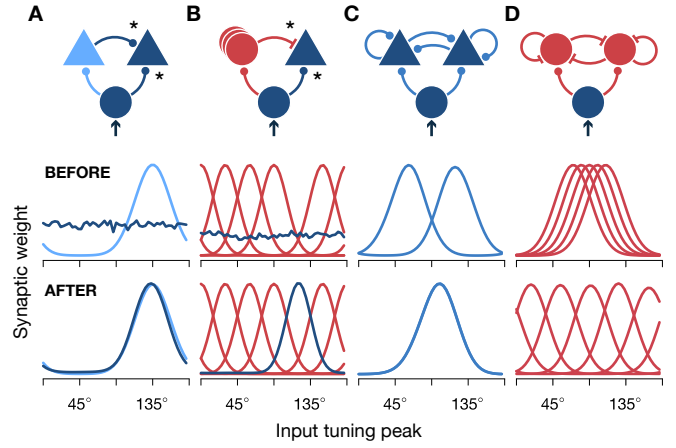 A B C D
* * * *
BEFORE
AFTER
Synaptic weight
45° 135° 45° 135° 45° 135° 45° 135°
Input tuning peak